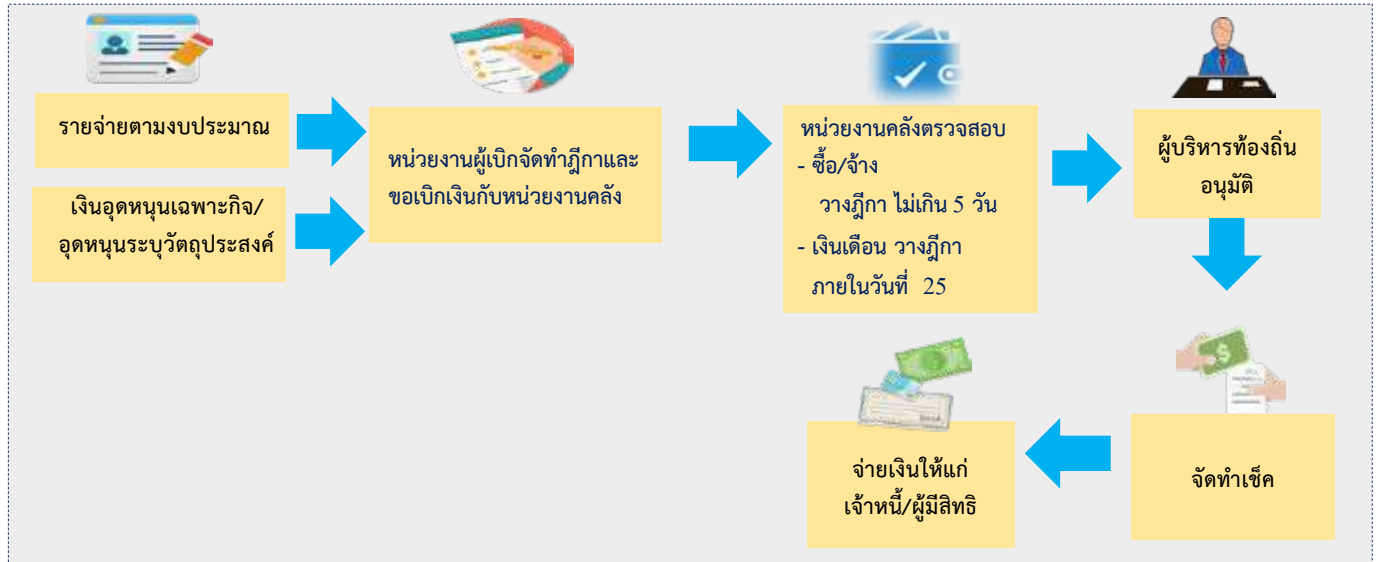 รายจ่ายตามงบประมาณ
เงินอุดหนุนเฉพาะกิจ/
อุดหนุนระบุวัตถุประสงค์
หน่วยงานผู้เบิกจัดทำฎีกาและ
ขอเบิกเงินกับหน่วยงานคลัง
หน่วยงานคลังตรวจสอบ
- ซื้อ/จ้าง
วางฎีกา ไม่เกิน 5 วัน
- เงินเดือน วางฎีกา
ภายในวันที่ 25
ผู้บริหารท้องถิ่น
อนุมัติ
จัดทำเช็ค
จ่ายเงินให้แก่
เจ้าหนี้/ผู้มีสิทธิ